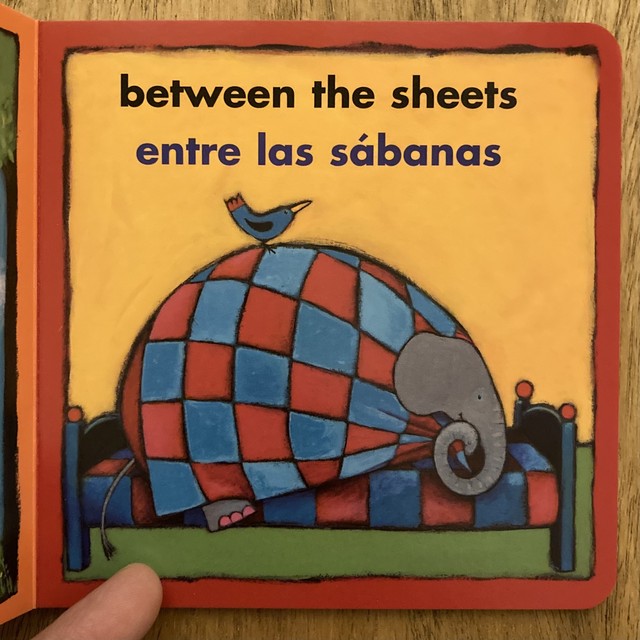 between the sheets
entre las sábanas